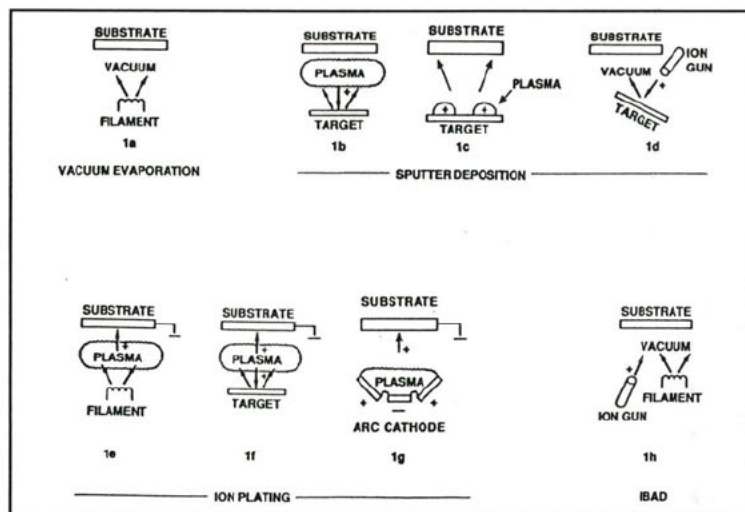 SUBSTRATE
VACUUM
FILAMENT
1a
VACUUM EVAPORATION
SUBSTRATE
PLASMA
+
TARGET
1b
SUBSTRATE
PLASMA
+ +
TARGET
1c
SUBSTRATE
ION
GUN
VACUUM
+
TARGET
1d
SPUTTER DEPOSITION
SUBSTRATE
+
PLASMA
FILAMENT
1e
SUBSTRATE
+
PLASMA
+
TARGET
1f
SUBSTRATE
+
PLASMA
+ − +
ARC CATHODE
1g
ION PLATING
SUBSTRATE
VACUUM
+
ION GUN
FILAMENT
1h
IBAD